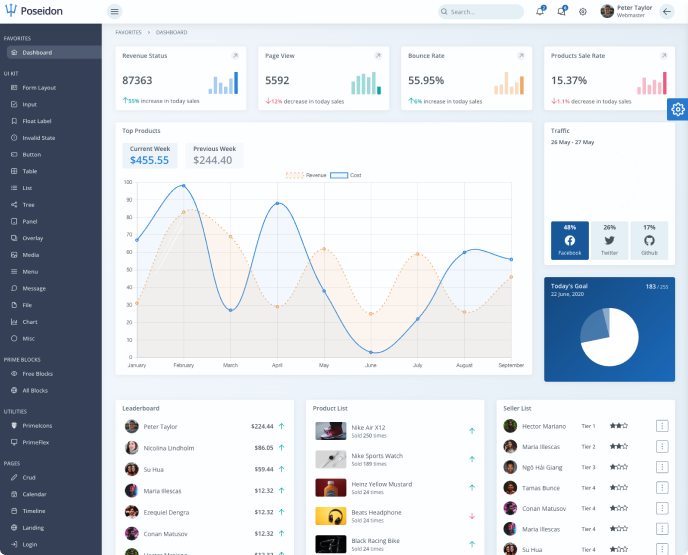 Poseidon
Search...
2
5
Peter Taylor
Webmaster
FAVORITES
Dashboard
UI KIT
Form Layout
Input
Float Label
Invalid State
Button
Table
List
Tree
Panel
Overlay
Media
Menu
Message
File
Chart
Misc
PRIME BLOCKS
Free Blocks
All Blocks
UTILITIES
PrimeIcons
PrimeFlex
PAGES
Crud
Calendar
Timeline
Landing
Login
FAVORITES > DASHBOARD
Revenue Status
87363
55% increase in today sales
Page View
5592
12% decrease in today sales
Bounce Rate
55.95%
6% increase in today sales
Products Sale Rate
15.37%
1.1% decrease in today sales
Top Products
Current Week
$455.55
Previous Week
$244.40
Revenue Cost
100
90
80
70
60
50
40
30
20
10
0
January February March April May June July August September
Traffic
26 May - 27 May
48%
Facebook
26%
Twitter
17%
Github
Today's Goal
183 / 255
22 June, 2020
Leaderboard
Peter Taylor $224.44
Nicolina Lindholm $86.05
Su Hua $99.44
Maria Illescas $12.32
Ezequiel Dengra $12.32
Conan Matusov $12.32
Product List
Nike Air X12
Sold 250 times
Nike Sports Watch
Sold 189 times
Heinz Yellow Mustard
Sold 24 times
Beats Headphone
Sold 24 times
Black Racing Bike
Sold 24 times
Seller List
Hector Mariano Tier 1
Maria Illescas Tier 2
Ngô Hải Giang Tier 3
Tamas Bunce Tier 4
Conan Matusov Tier 4
Maria Illescas Tier 4
Su Hua Tier 4